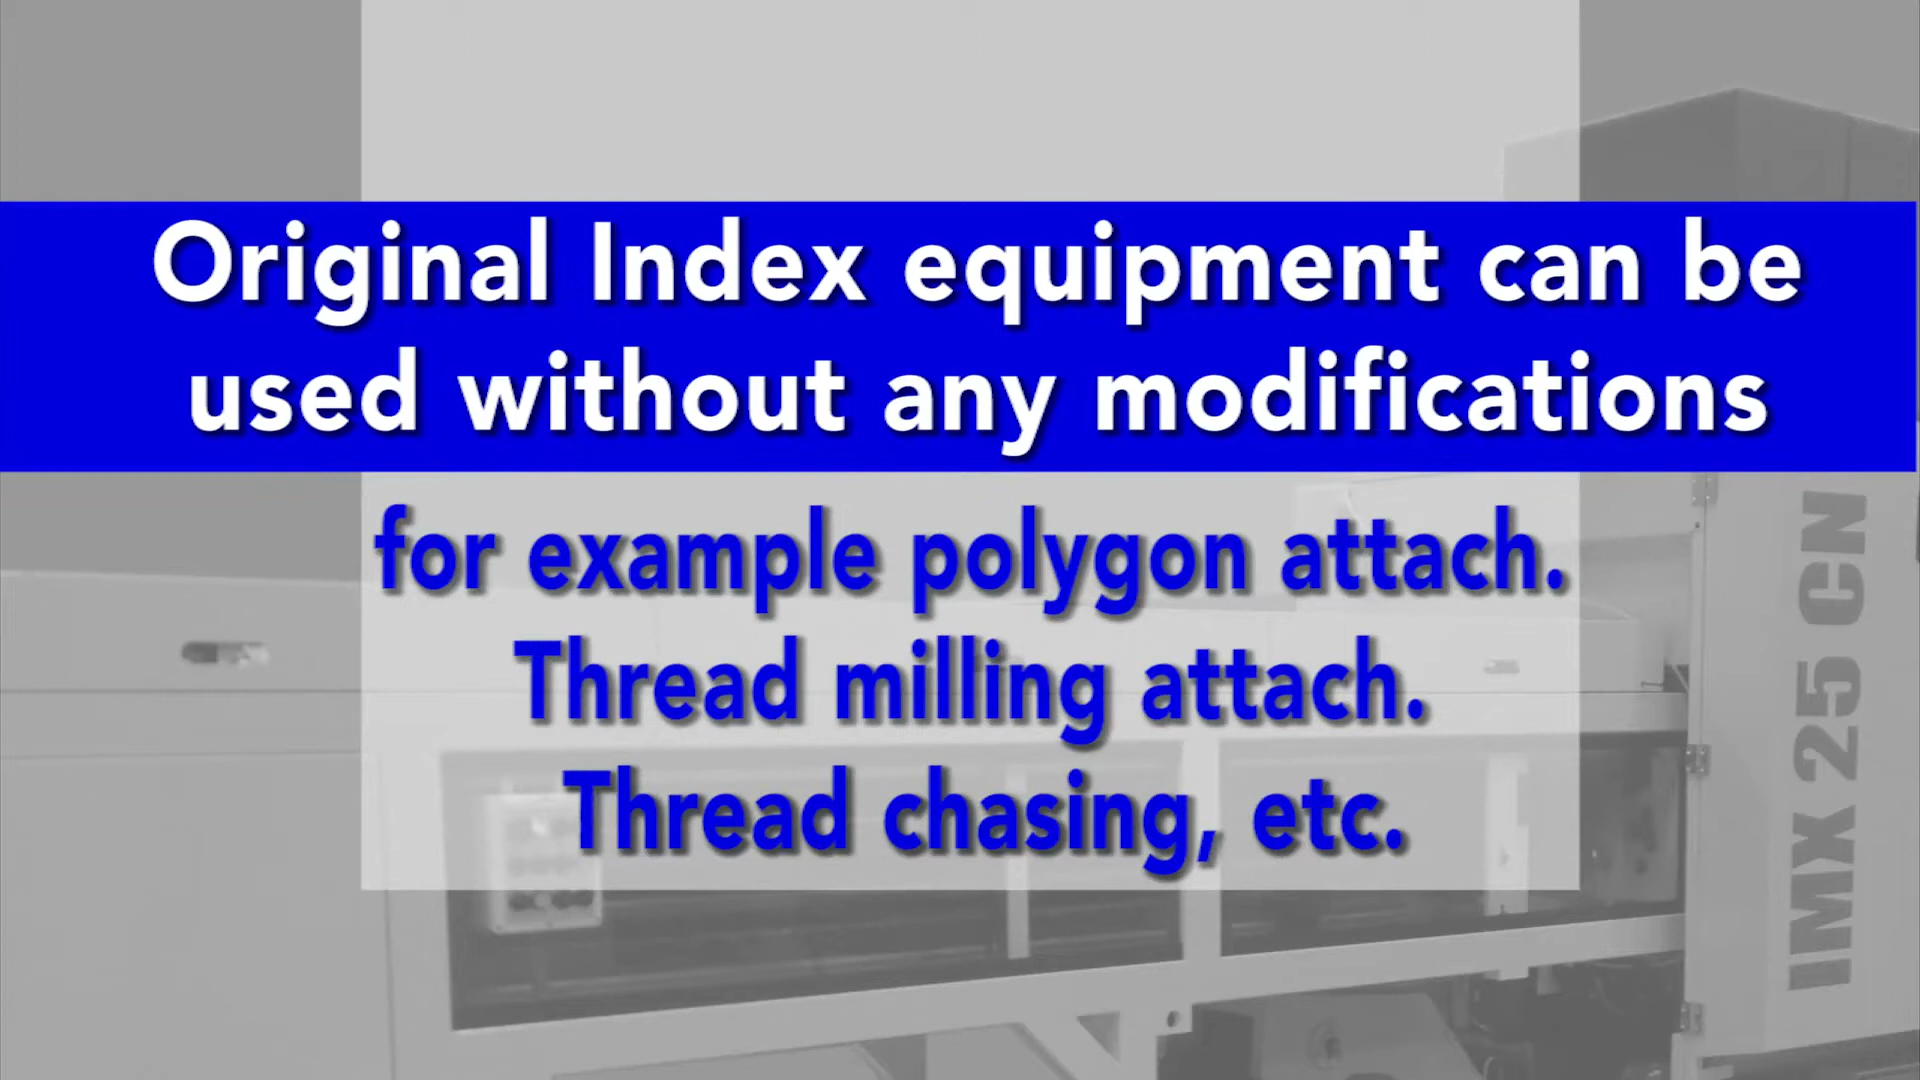 Original Index equipment can be
used without any modifications
for example polygon attach.
Thread milling attach.
Thread chasing, etc.
IMX 25 CN